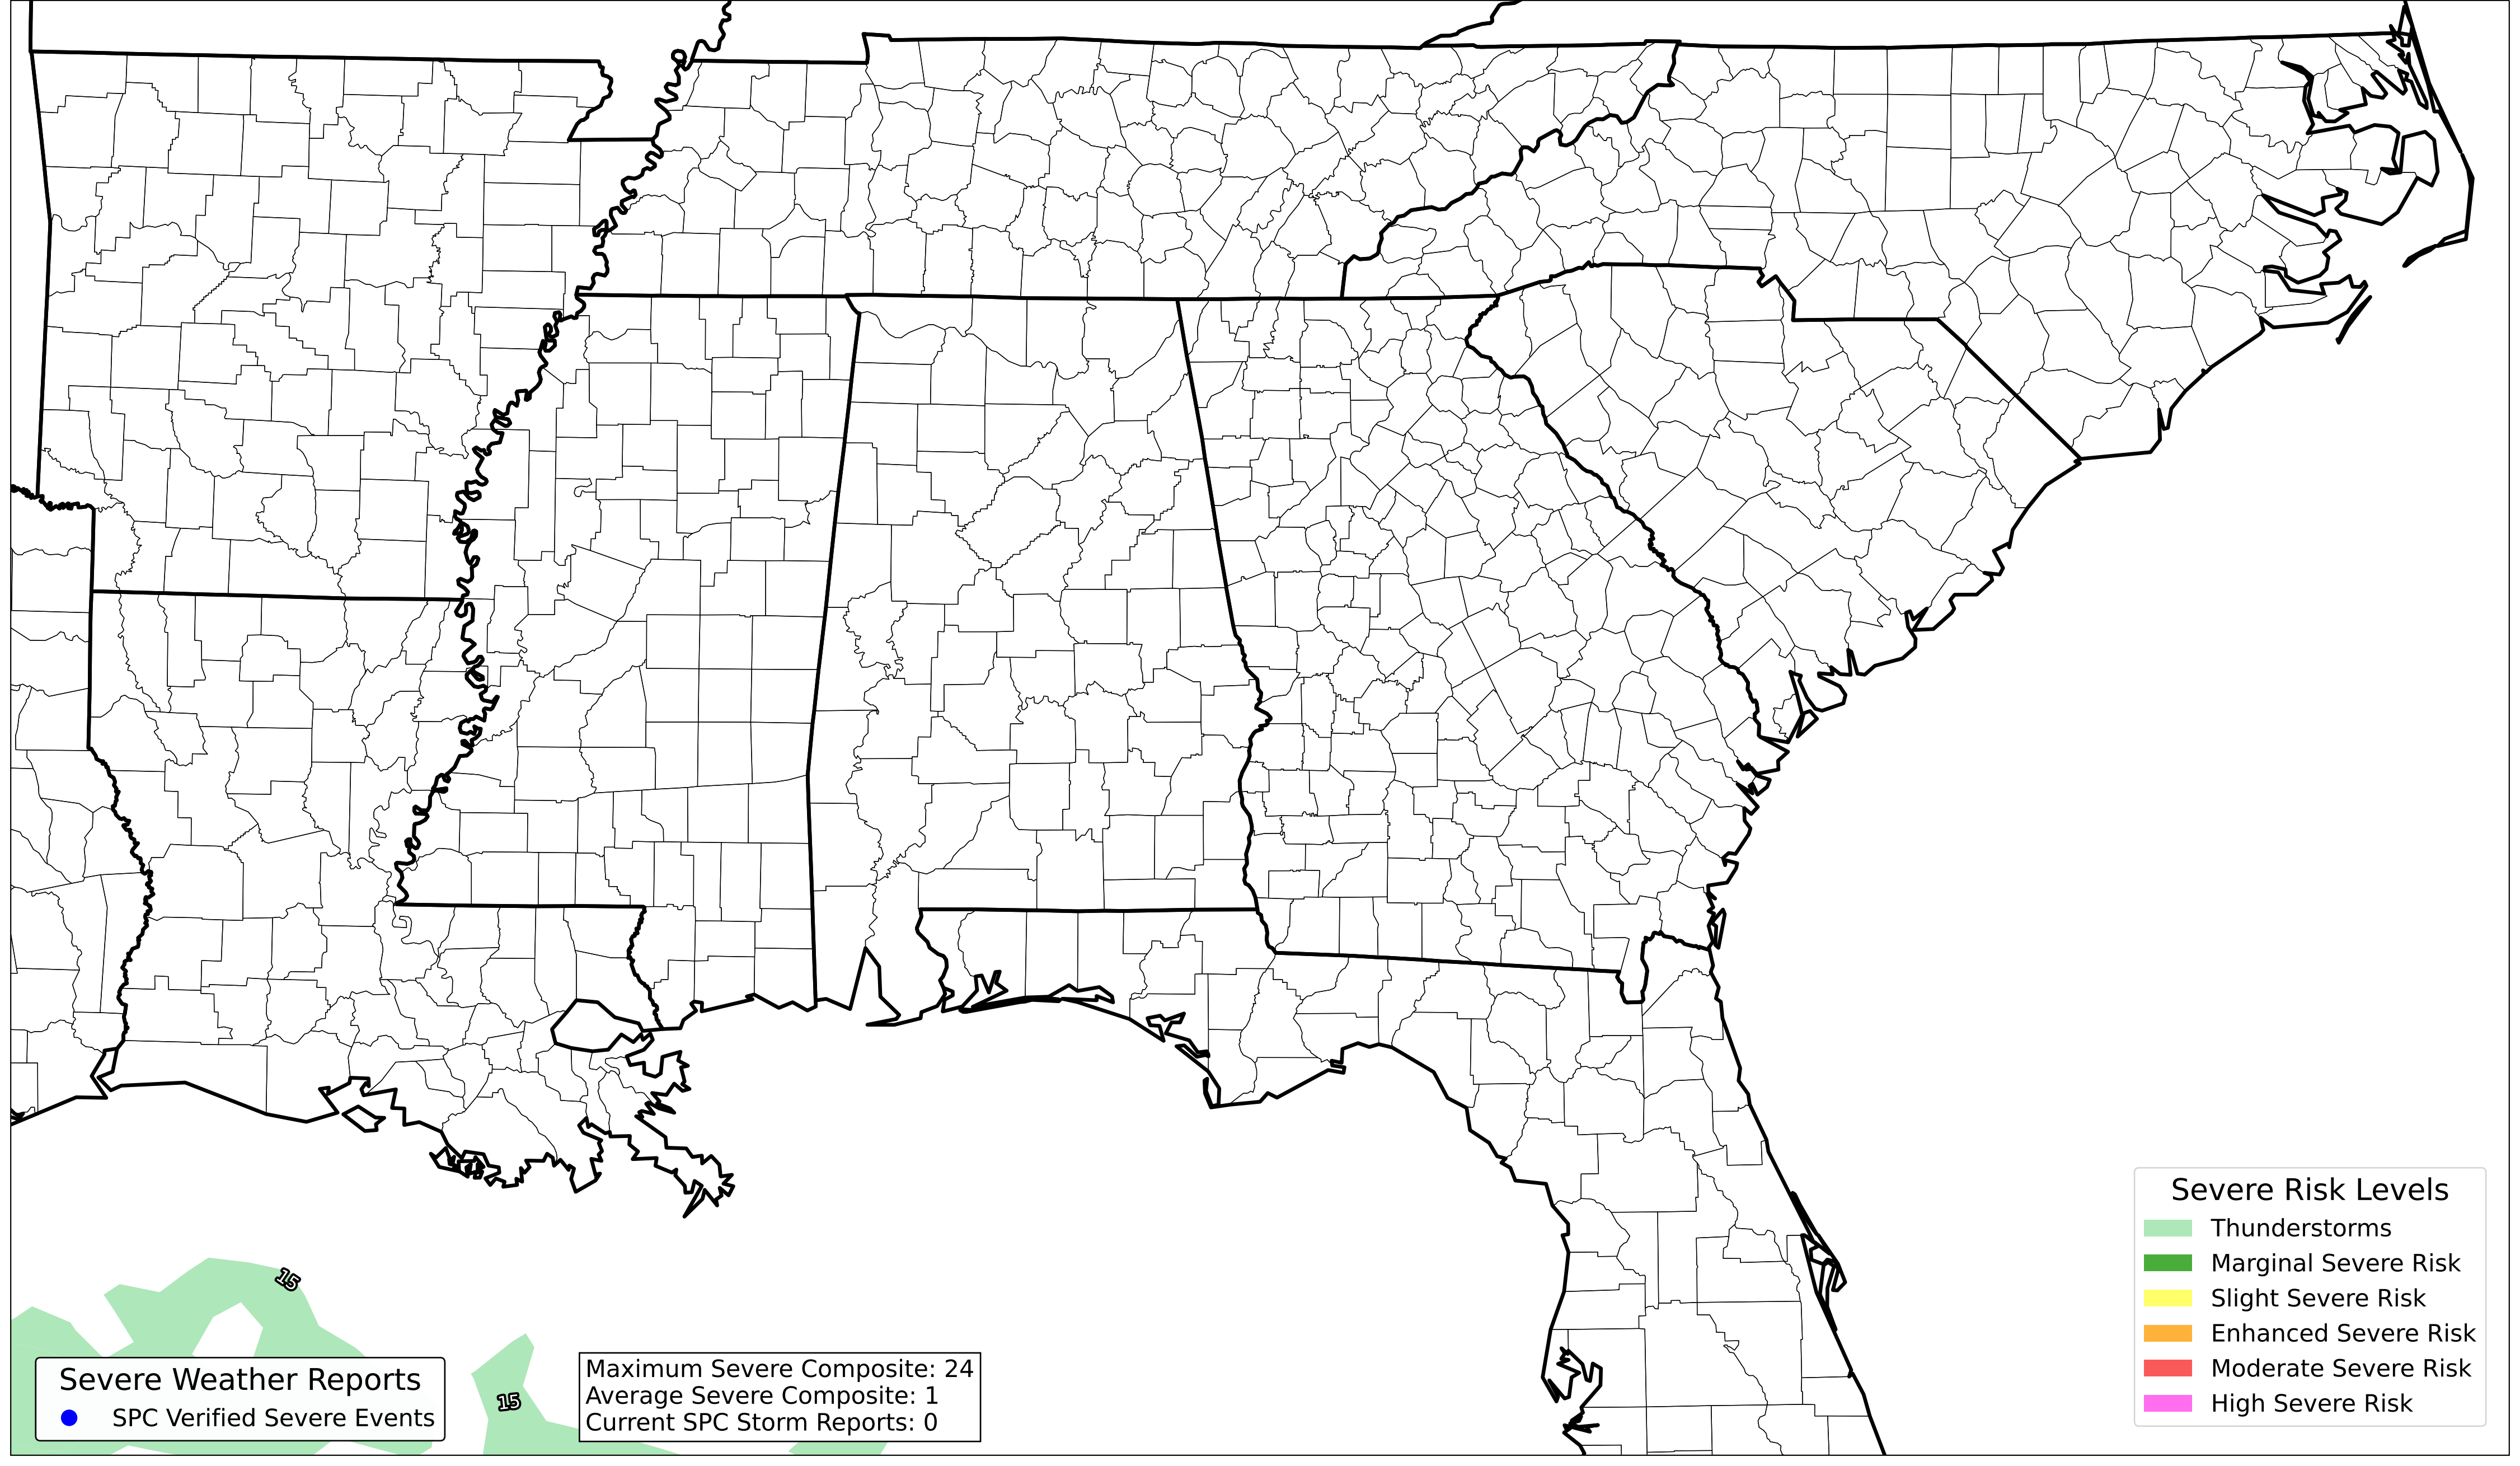 15
15
Severe Weather Reports
SPC Verified Severe Events
Maximum Severe Composite: 24
Average Severe Composite: 1
Current SPC Storm Reports: 0
Severe Risk Levels
Thunderstorms
Marginal Severe Risk
Slight Severe Risk
Enhanced Severe Risk
Moderate Severe Risk
High Severe Risk